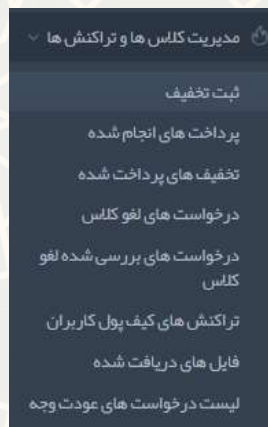 مدیریت کلاس ها و تراکنش ها
ثبت تخفیف
پرداخت های انجام شده
تخفیف های پرداخت شده
درخواست های لغو کلاس
درخواست های بررسی شده لغو
کلاس
تراکنش های کیف پول کاربران
فایل های دریافت شده
لیست درخواست های عودت وجه